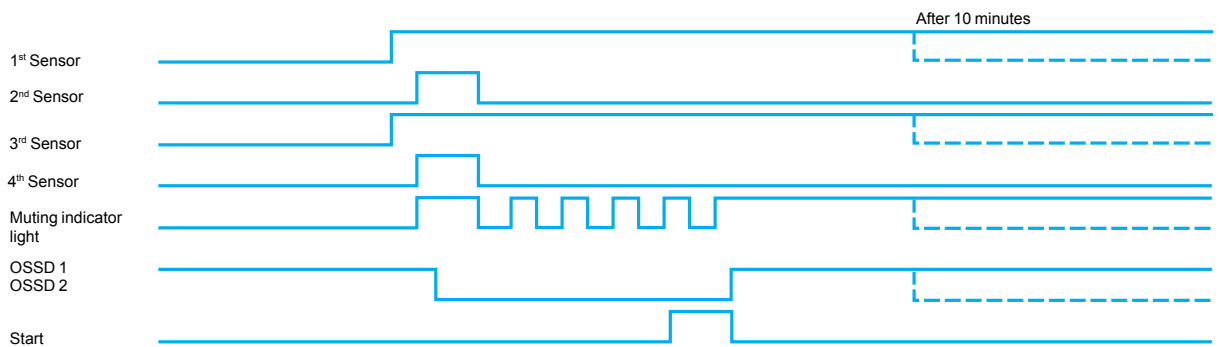 After 10 minutes
1st Sensor
2nd Sensor
3rd Sensor
4th Sensor
Muting indicator
light
OSSD 1
OSSD 2
Start